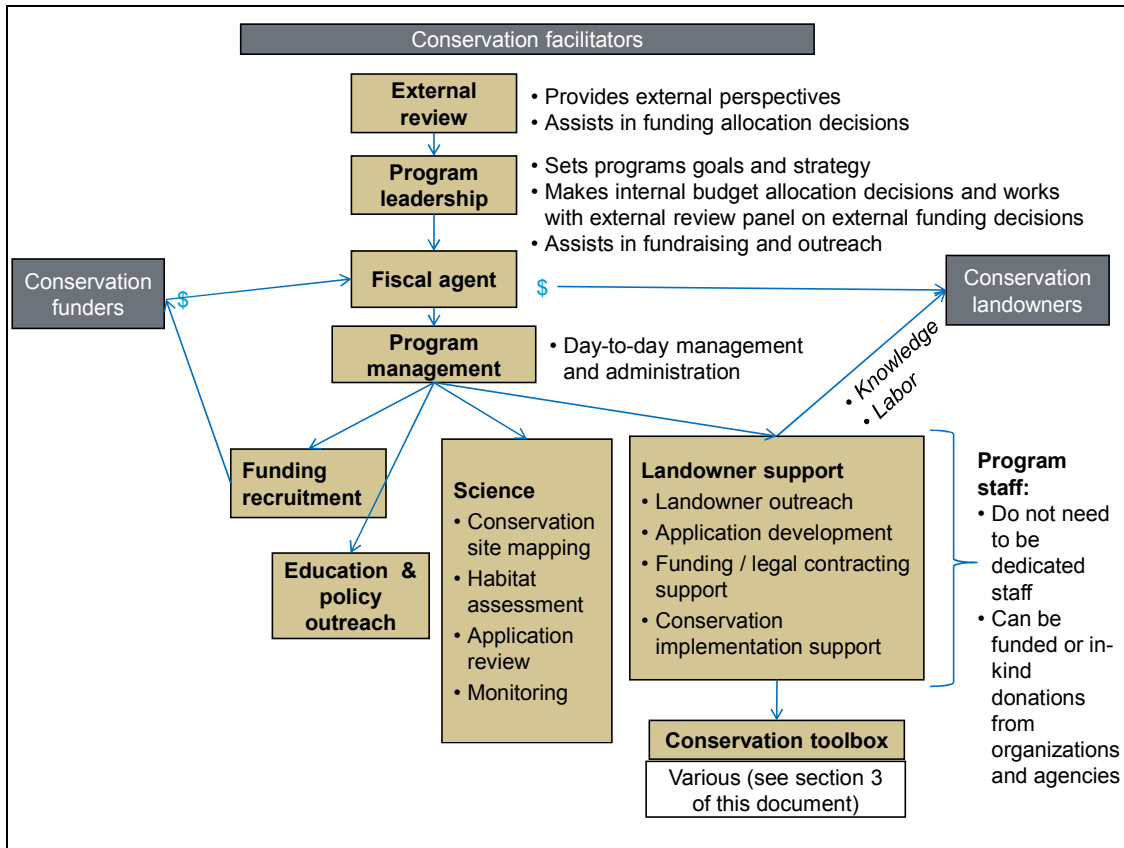 Conservation facilitators
External
review
• Provides external perspectives
• Assists in funding allocation decisions
Program
leadership
• Sets programs goals and strategy
• Makes internal budget allocation decisions and works
with external review panel on external funding decisions
• Assists in fundraising and outreach
Conservation
funders
$
Fiscal agent
$
Conservation
landowners
Program
management
• Day-to-day management
and administration
• Knowledge
• Labor
Funding
recruitment
Education &
policy
outreach
Science
• Conservation
site mapping
• Habitat
assessment
• Application
review
• Monitoring
Landowner support
• Landowner outreach
• Application development
• Funding / legal contracting
support
• Conservation
implementation support
Program
staff:
• Do not need
to be
dedicated
staff
• Can be
funded or in-
kind
donations
from
organizations
and agencies
Conservation toolbox
Various (see section 3
of this document)